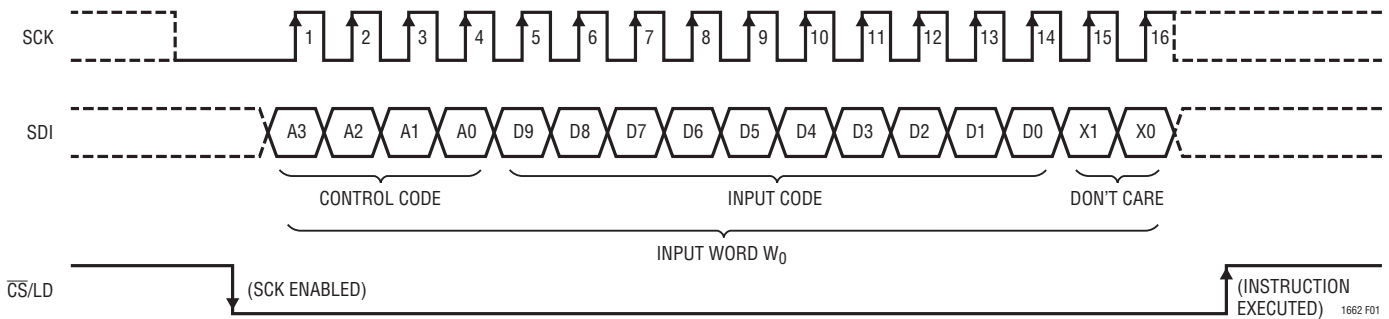 SCK
1 2 3 4 5 6 7 8 9 10 11 12 13 14 15 16
SDI
A3 A2 A1 A0 D9 D8 D7 D6 D5 D4 D3 D2 D1 D0 X1 X0
CONTROL CODE INPUT CODE DON'T CARE
INPUT WORD W0
CS/LD
(SCK ENABLED)
(INSTRUCTION
EXECUTED)
1662 F01